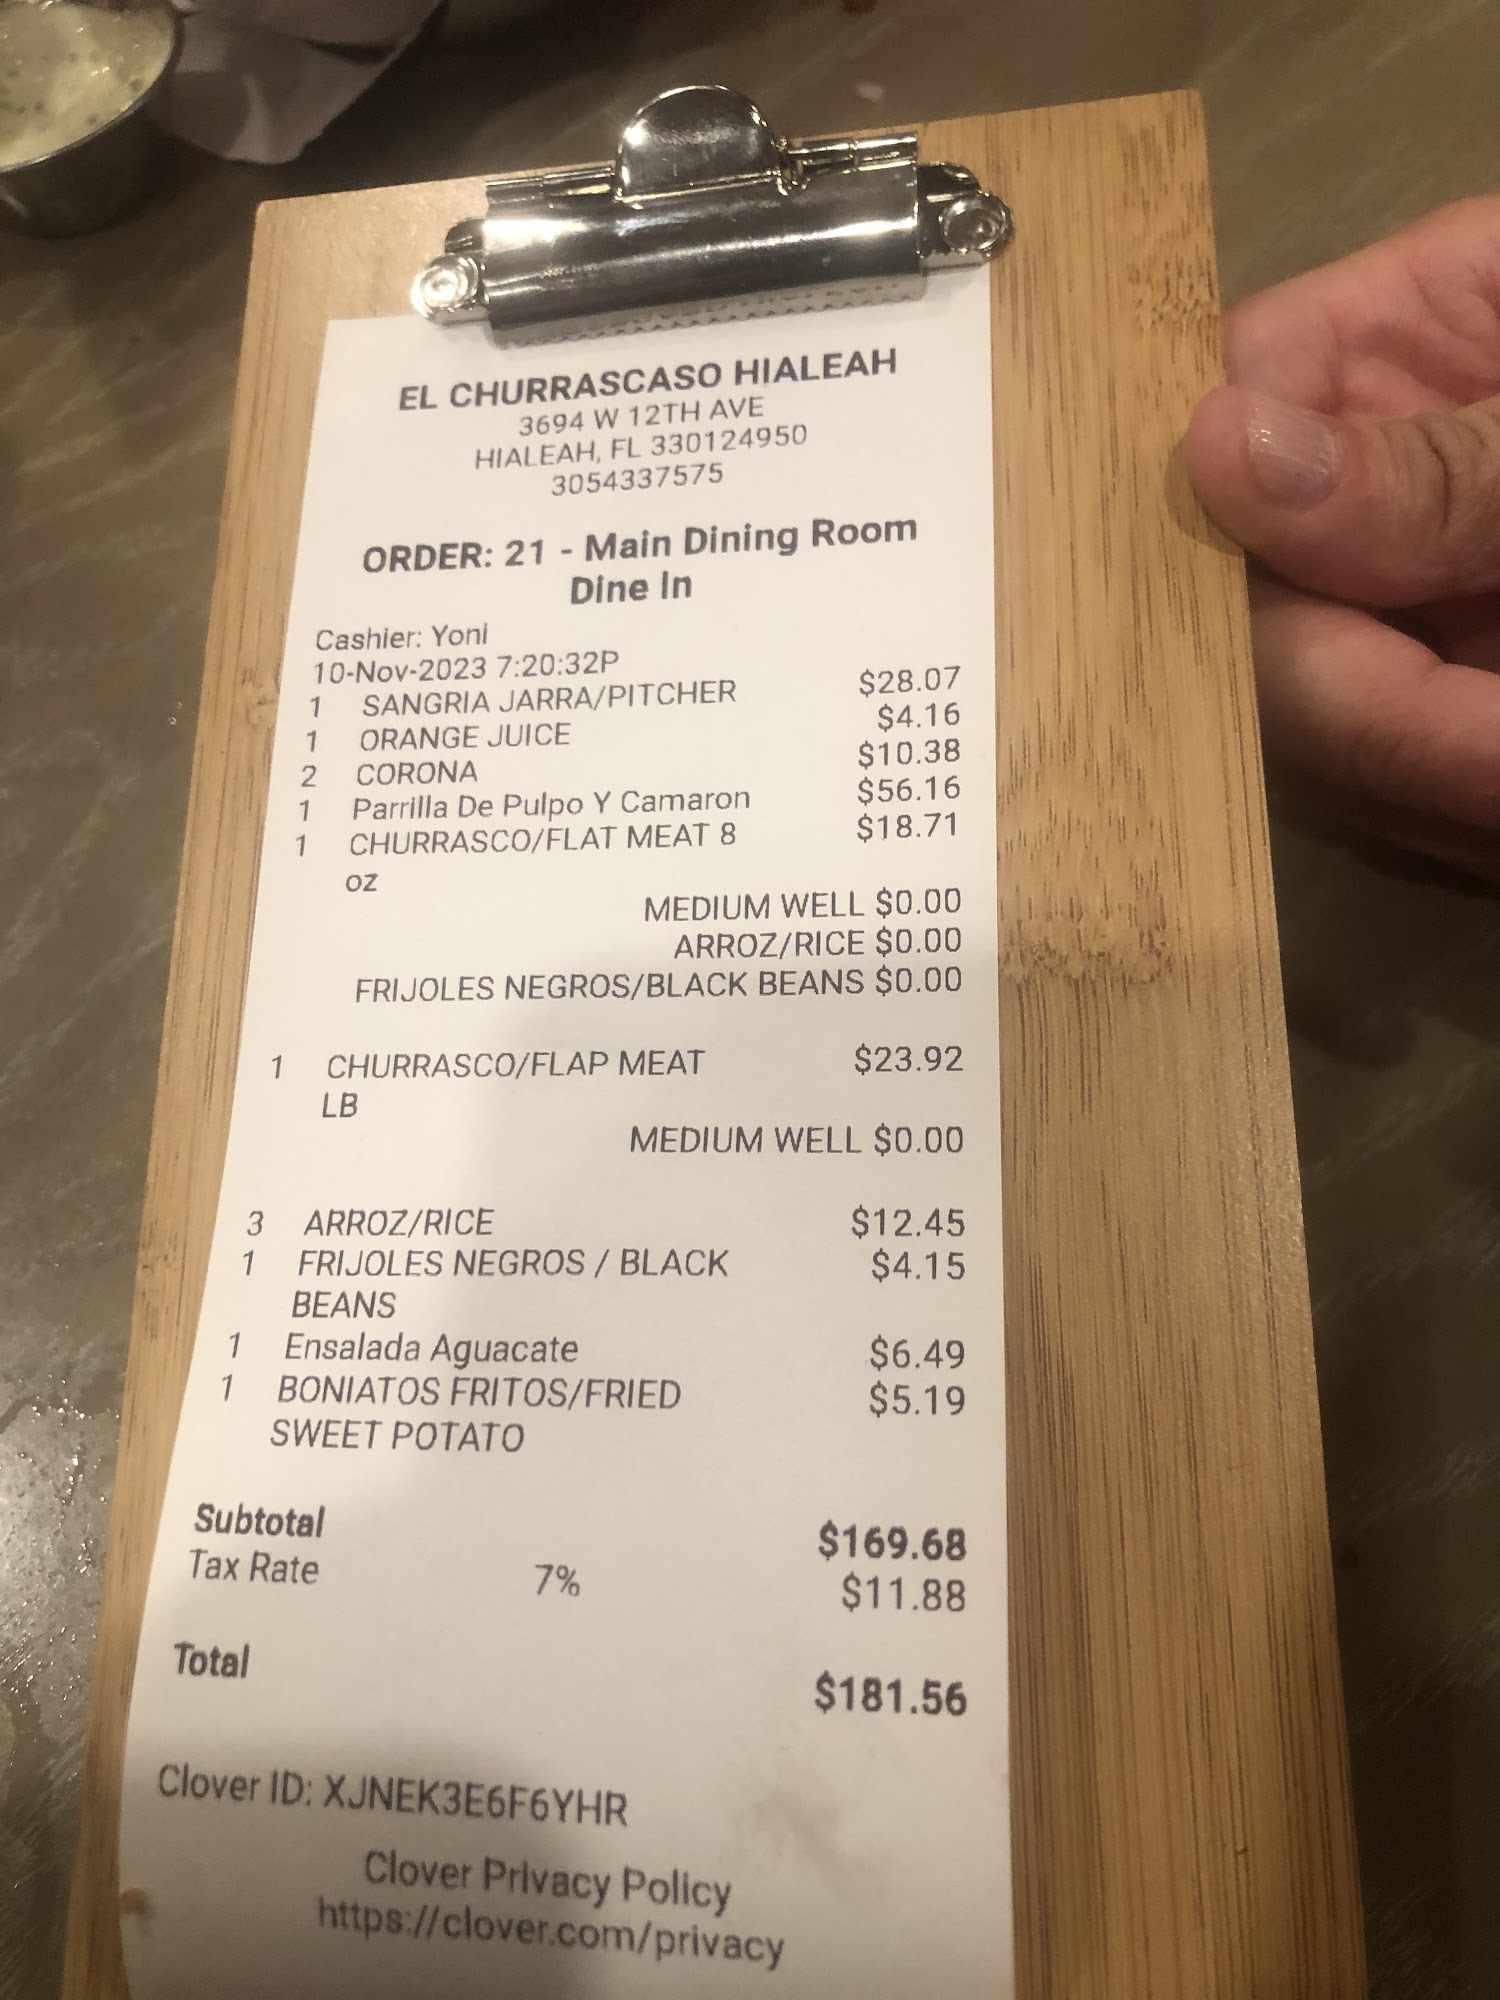 EL CHURRASCASO HIALEAH
3694 W 12TH AVE
HIALEAH, FL 330124950
3054337575
ORDER: 21 - Main Dining Room
Dine In
Cashier: Yoni
10-Nov-2023 7:20:32P
1 SANGRIA JARRA/PITCHER $28.07
1 ORANGE JUICE $4.16
2 CORONA $10.38
1 Parrilla De Pulpo Y Camaron $56.16
1 CHURRASCO/FLAT MEAT 8 $18.71
oz
MEDIUM WELL $0.00
ARROZ/RICE $0.00
FRIJOLES NEGROS/BLACK BEANS $0.00
1 CHURRASCO/FLAP MEAT $23.92
LB
MEDIUM WELL $0.00
3 ARROZ/RICE $12.45
1 FRIJOLES NEGROS / BLACK $4.15
BEANS
1 Ensalada Aguacate $6.49
1 BONIATOS FRITOS/FRIED $5.19
SWEET POTATO
Subtotal $169.68
Tax Rate 7% $11.88
Total $181.56
Clover ID: XJNEK3E6F6YHR
Clover Privacy Policy
https://clover.com/privacy